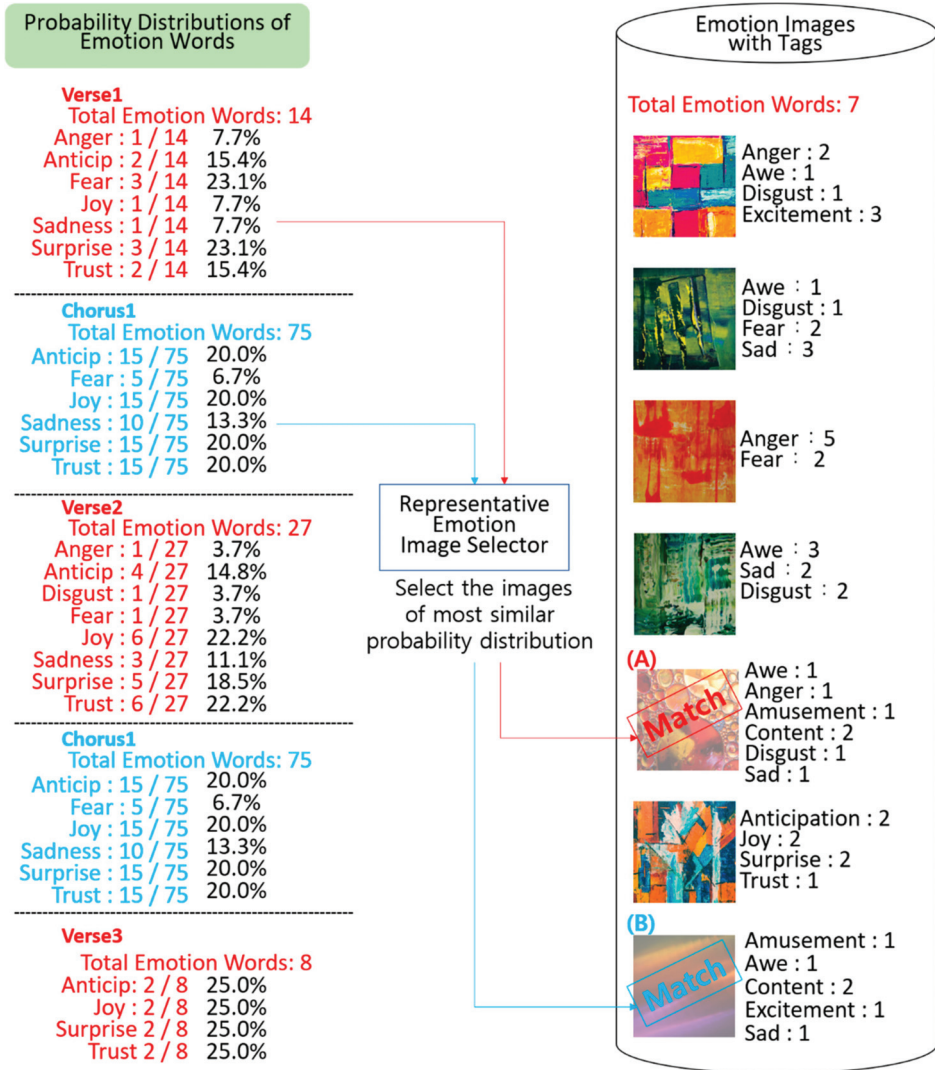 Probability Distributions of
Emotion Words
Verse1
Total Emotion Words: 14
Anger : 1 / 14 7.7%
Anticip : 2 / 14 15.4%
Fear : 3 / 14 23.1%
Joy : 1 / 14 7.7%
Sadness : 1 / 14 7.7%
Surprise : 3 / 14 23.1%
Trust : 2 / 14 15.4%
Chorus1
Total Emotion Words: 75
Anticip : 15 / 75 20.0%
Fear : 5 / 75 6.7%
Joy : 15 / 75 20.0%
Sadness : 10 / 75 13.3%
Surprise : 15 / 75 20.0%
Trust : 15 / 75 20.0%
Verse2
Total Emotion Words: 27
Anger : 1 / 27 3.7%
Anticip : 4 / 27 14.8%
Disgust : 1 / 27 3.7%
Fear : 1 / 27 3.7%
Joy : 6 / 27 22.2%
Sadness : 3 / 27 11.1%
Surprise : 5 / 27 18.5%
Trust : 6 / 27 22.2%
Chorus1
Total Emotion Words: 75
Anticip : 15 / 75 20.0%
Fear : 5 / 75 6.7%
Joy : 15 / 75 20.0%
Sadness : 10 / 75 13.3%
Surprise : 15 / 75 20.0%
Trust : 15 / 75 20.0%
Verse3
Total Emotion Words: 8
Anticip: 2 / 8 25.0%
Joy : 2 / 8 25.0%
Surprise 2 / 8 25.0%
Trust 2 / 8 25.0%
Representative
Emotion
Image Selector
Select the images
of most similar
probability distribution
Emotion Images
with Tags
Total Emotion Words: 7
Anger : 2
Awe : 1
Disgust : 1
Excitement : 3
Awe : 1
Disgust : 1
Fear : 2
Sad : 3
Anger : 5
Fear : 2
Awe : 3
Sad : 2
Disgust : 2
(A)
Match
Awe : 1
Anger : 1
Amusement : 1
Content : 2
Disgust : 1
Sad : 1
Anticipation : 2
Joy : 2
Surprise : 2
Trust : 1
(B)
Match
Amusement : 1
Awe : 1
Content : 2
Excitement : 1
Sad : 1